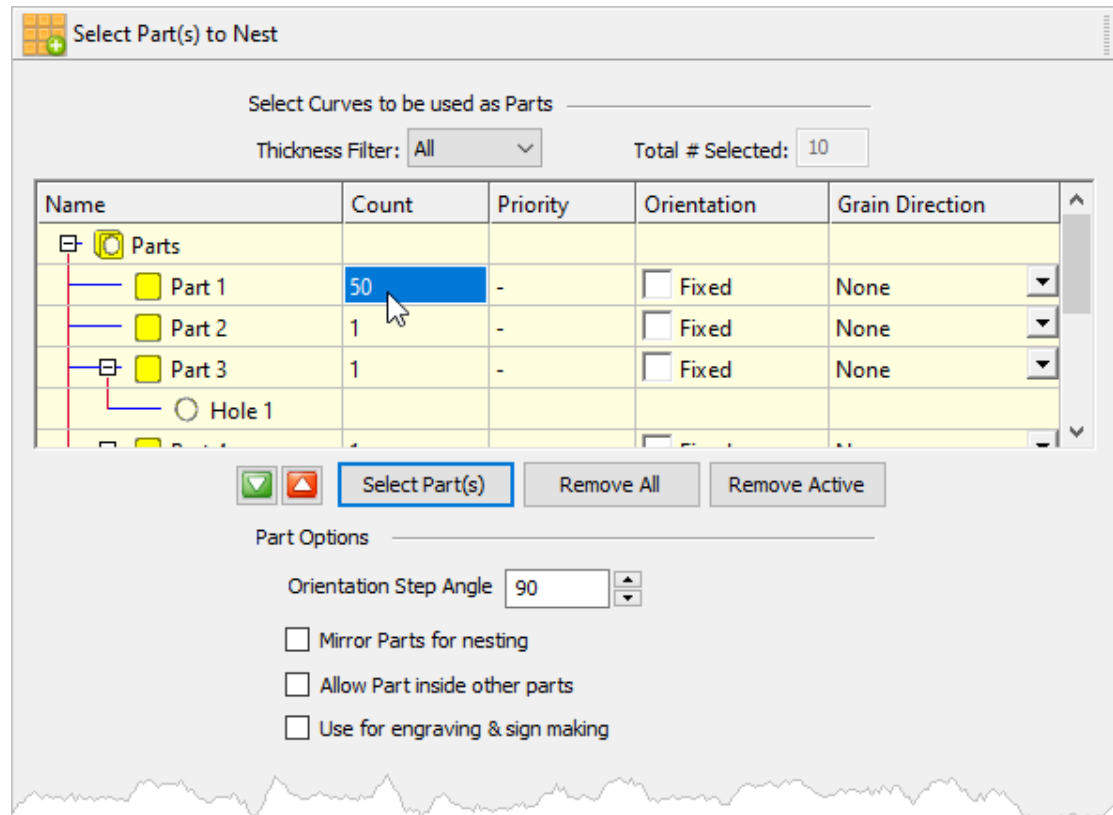 Select Part(s) to Nest
Select Curves to be used as Parts
Thickness Filter: All Total # Selected: 10
Name Count Priority Orientation Grain Direction
Parts
Part 1 50 - Fixed None
Part 2 1 - Fixed None
Part 3 1 - Fixed None
Hole 1
Select Part(s) Remove All Remove Active
Part Options
Orientation Step Angle 90
Mirror Parts for nesting
Allow Part inside other parts
Use for engraving & sign making